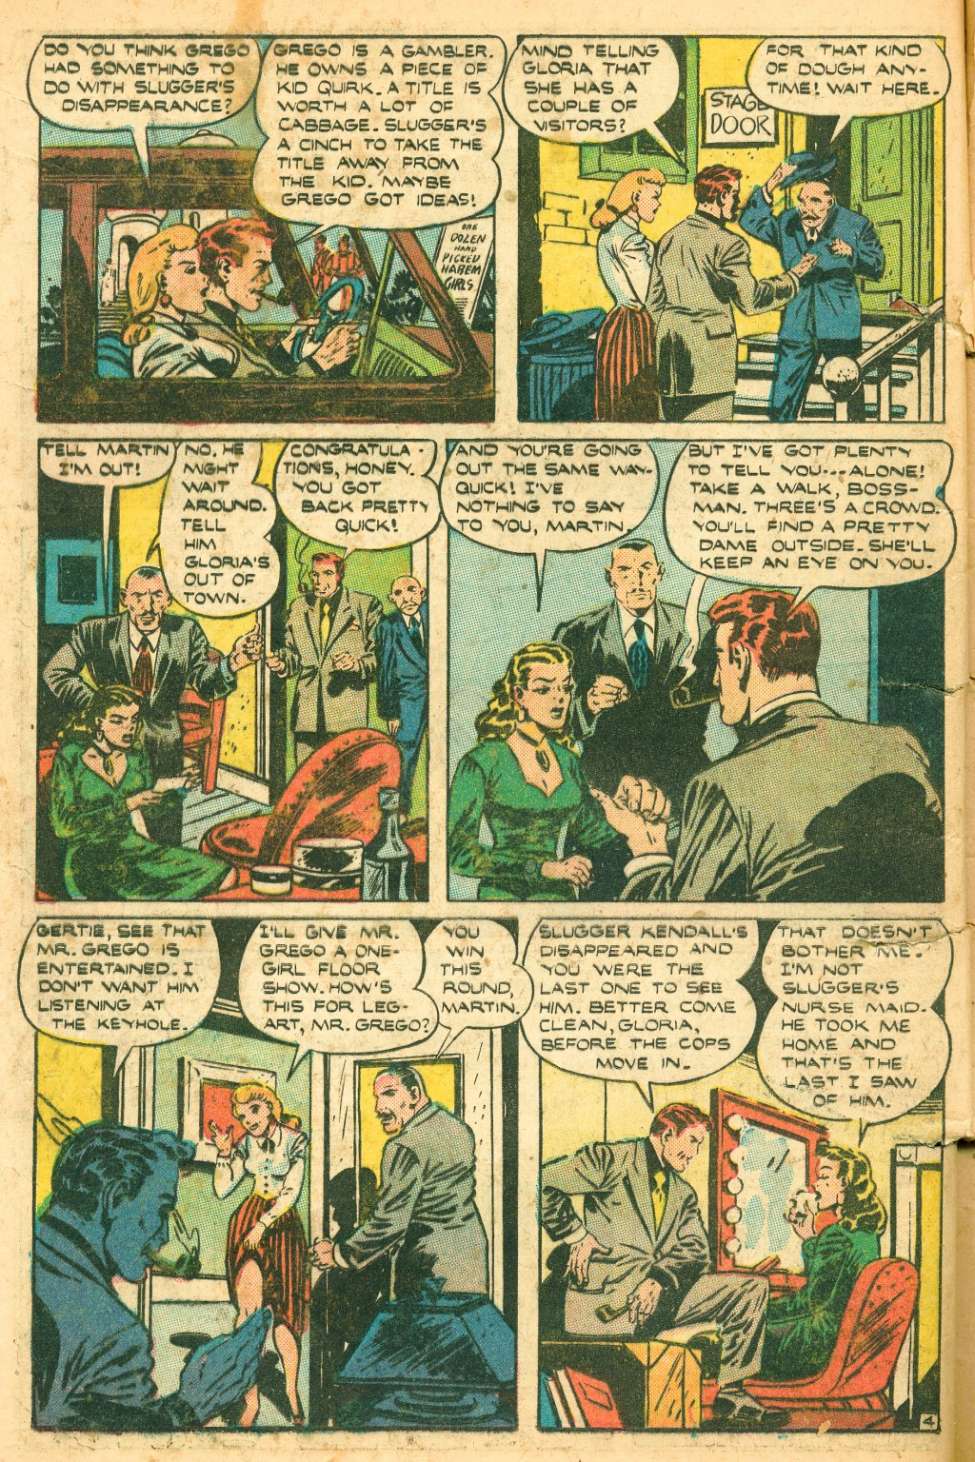 DO YOU THINK GREGO
HAD SOMETHING TO
DO WITH SLUGGER'S
DISAPPEARANCE?
GREGO IS A GAMBLER.
HE OWNS A PIECE OF
KID QUIRK. A TITLE IS
WORTH A LOT OF
CABBAGE. SLUGGER'S
A CINCH TO TAKE THE
TITLE AWAY FROM
THE KID. MAYBE
GREGO GOT IDEAS!
DOZEN
HAND
PICKED
HAREM
GIRLS
MIND TELLING
GLORIA THAT
SHE HAS A
COUPLE OF
VISITORS?
FOR THAT KIND
OF DOUGH ANY-
TIME! WAIT HERE.
STAGE
DOOR
TELL MARTIN
I'M OUT!
NO. HE
MIGHT
WAIT
AROUND.
TELL
HIM
GLORIA'S
OUT OF
TOWN.
CONGRATULA-
TIONS, HONEY.
YOU GOT
BACK PRETTY
QUICK!
AND YOU'RE GOING
OUT THE SAME WAY-
QUICK! I'VE
NOTHING TO SAY
TO YOU, MARTIN.
BUT I'VE GOT PLENTY
TO TELL YOU--- ALONE!
TAKE A WALK, BOSS-
MAN. THREE'S A CROWD.
YOU'LL FIND A PRETTY
DAME OUTSIDE. SHE'LL
KEEP AN EYE ON YOU.
GERTIE, SEE THAT
MR. GREGO IS
ENTERTAINED. I
DON'T WANT HIM
LISTENING AT
THE KEYHOLE.
I'LL GIVE MR.
GREGO A ONE-
GIRL FLOOR
SHOW. HOW'S
THIS FOR LEG-
ART, MR. GREGO?
YOU
WIN
THIS
ROUND,
MARTIN.
SLUGGER KENDALL'S
DISAPPEARED AND
YOU WERE THE
LAST ONE TO SEE
HIM. BETTER COME
CLEAN, GLORIA,
BEFORE THE COPS
MOVE IN.
THAT DOESN'T
BOTHER ME.
I'M NOT
SLUGGER'S
NURSE MAID.
HE TOOK ME
HOME AND
THAT'S THE
LAST I SAW
OF HIM.
4